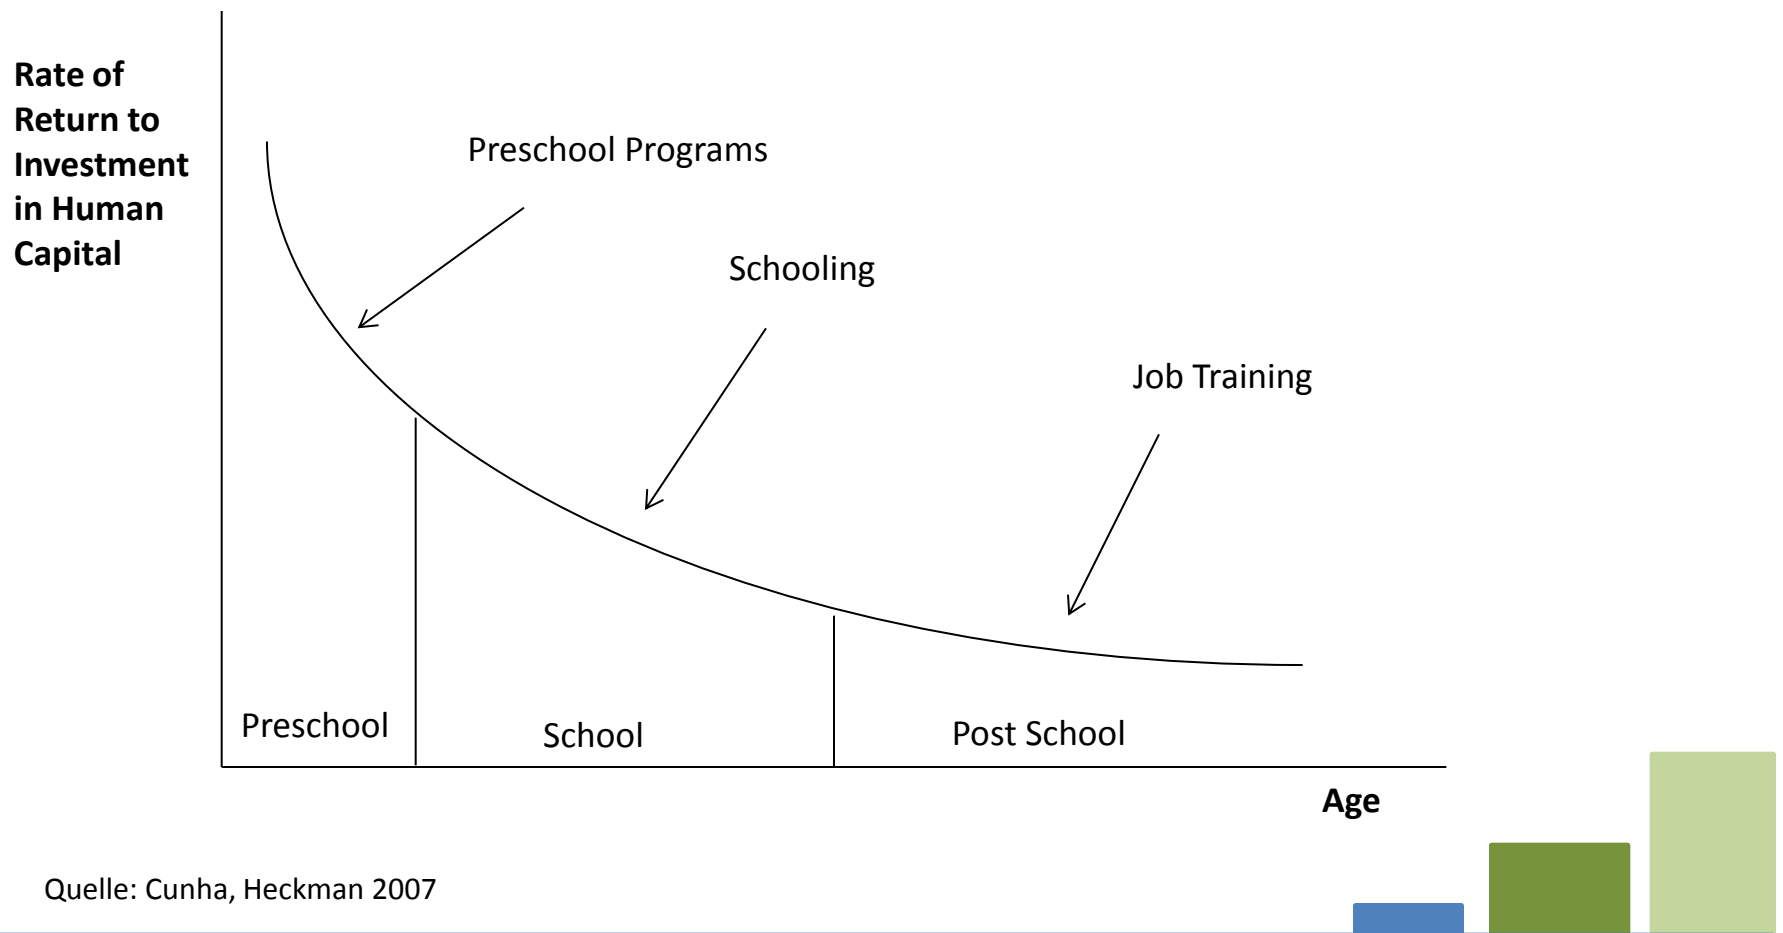 Rate of
Return to
Investment
in Human
Capital
Preschool Programs
Schooling
Job Training
Preschool
School
Post School
Age
Quelle: Cunha, Heckman 2007